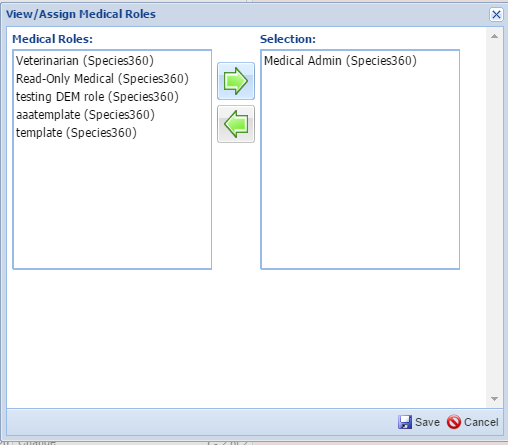 View/Assign Medical Roles
Medical Roles:
Selection:
Veterinarian (Species360)
Read-Only Medical (Species360)
testing DEM role (Species360)
aaatemplate (Species360)
template (Species360)
Medical Admin (Species360)
Save
Cancel